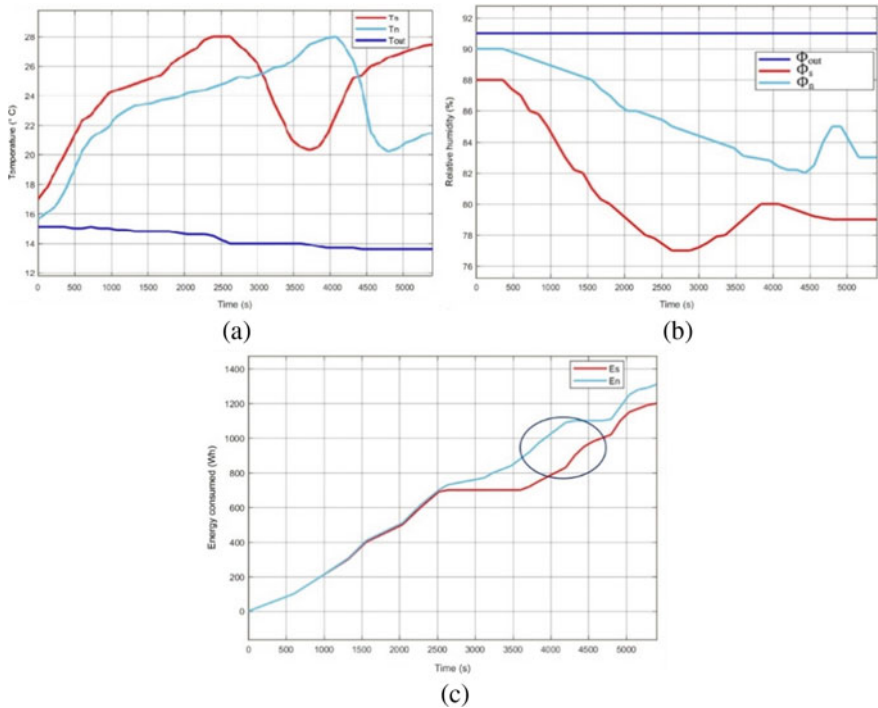 28
26
24
22
20
18
16
14
12
Temperature (° C)
Ts
Tn
Tout
0 500 1000 1500 2000 2500 3000 3500 4000 4500 5000
Time (s)
(a)
92
90
88
86
84
82
80
78
76
Relative humidity (%)
Φout
Φs
Φn
0 500 1000 1500 2000 2500 3000 3500 4000 4500 5000
Time (s)
(b)
1400
1200
1000
800
600
400
200
0
Energy consumed (Wh)
Es
En
0 500 1000 1500 2000 2500 3000 3500 4000 4500 5000
Time (s)
(c)